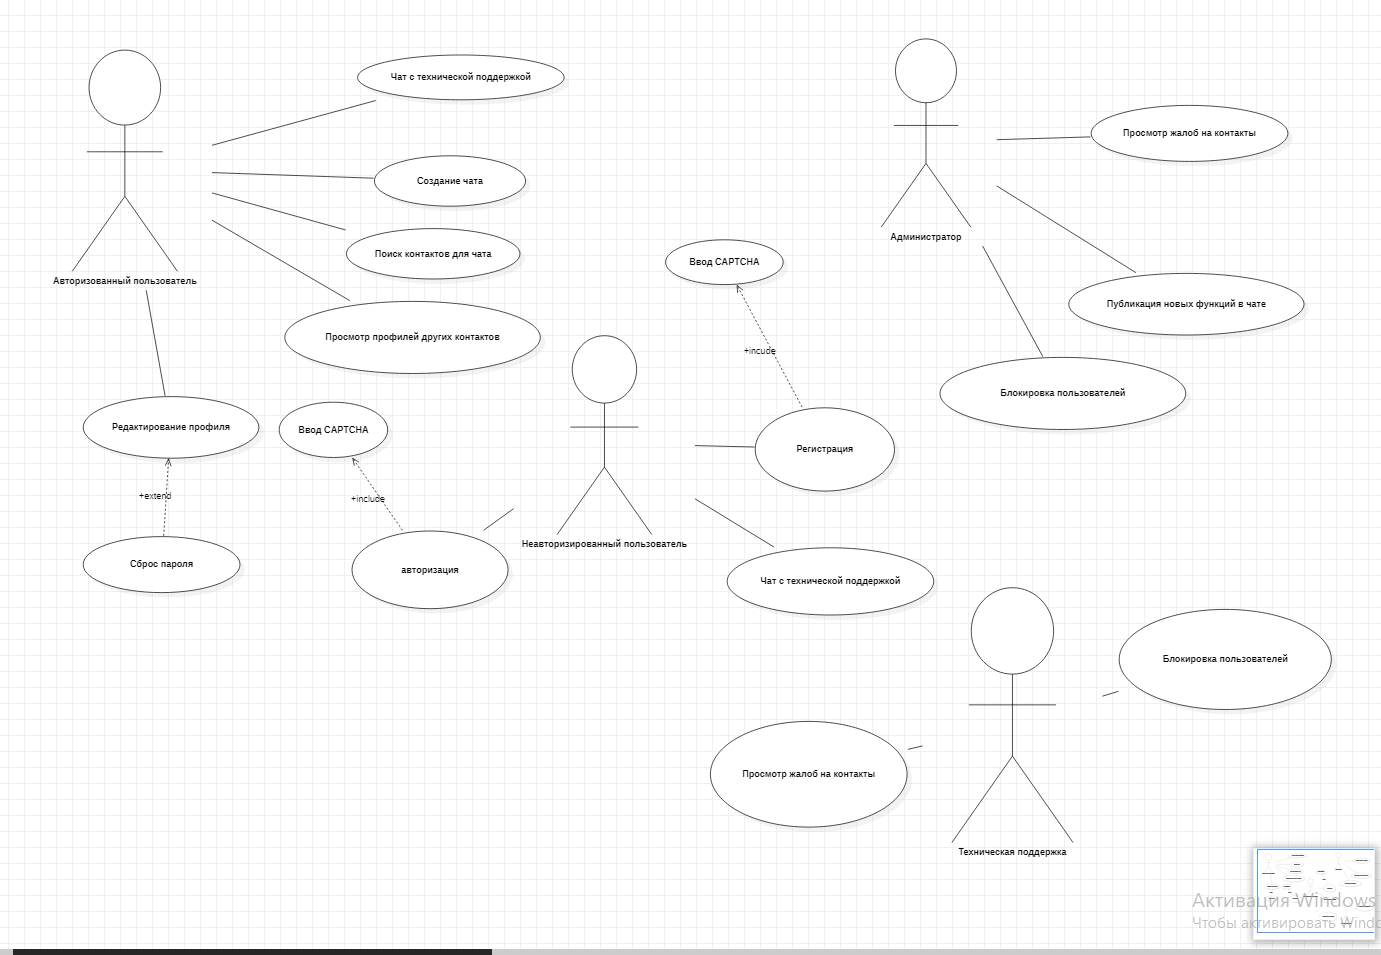 Чат с технической поддержкой
Создание чата
Поиск контактов для чата
Просмотр профилей других контактов
Авторизованный пользователь
Редактирование профиля
+extend
Сброс пароля
Ввод CAPTCHA
+include
авторизация
Неавторизированный пользователь
Ввод CAPTCHA
+incude
Регистрация
Чат с технической поддержкой
Администратор
Просмотр жалоб на контакты
Публикация новых функций в чате
Блокировка пользователей
Блокировка пользователей
Просмотр жалоб на контакты
Техническая поддержка
Активация Windows
Чтобы активировать Windo